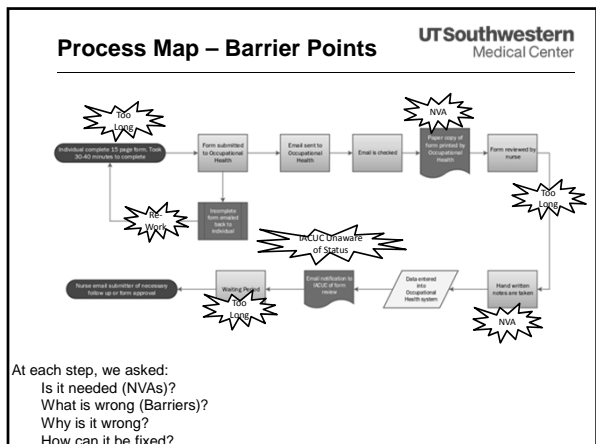 Process Map – Barrier Points
UTSouthwestern
Medical Center
Too
Long
NVA
Individual complete 15 page form. Took
30-40 minutes to complete
Form submitted
to Occupational
Health
Email sent to
Occupational
Health
Email is checked
Paper copy of
form printed by
Occupational
Health
Form reviewed by
nurse
Too
Long
Re-
Work
Incomplete
form emailed
back to
individual
IACUC Unaware
of Status
Nurse email submitter of necessary
follow up or form approval
Waiting Period
Too
Long
Email notification to
IACUC of form
review
Data entered
into
Occupational
Health system
Hand written
notes are taken
NVA
At each step, we asked:
Is it needed (NVAs)?
What is wrong (Barriers)?
Why is it wrong?
How can it be fixed?